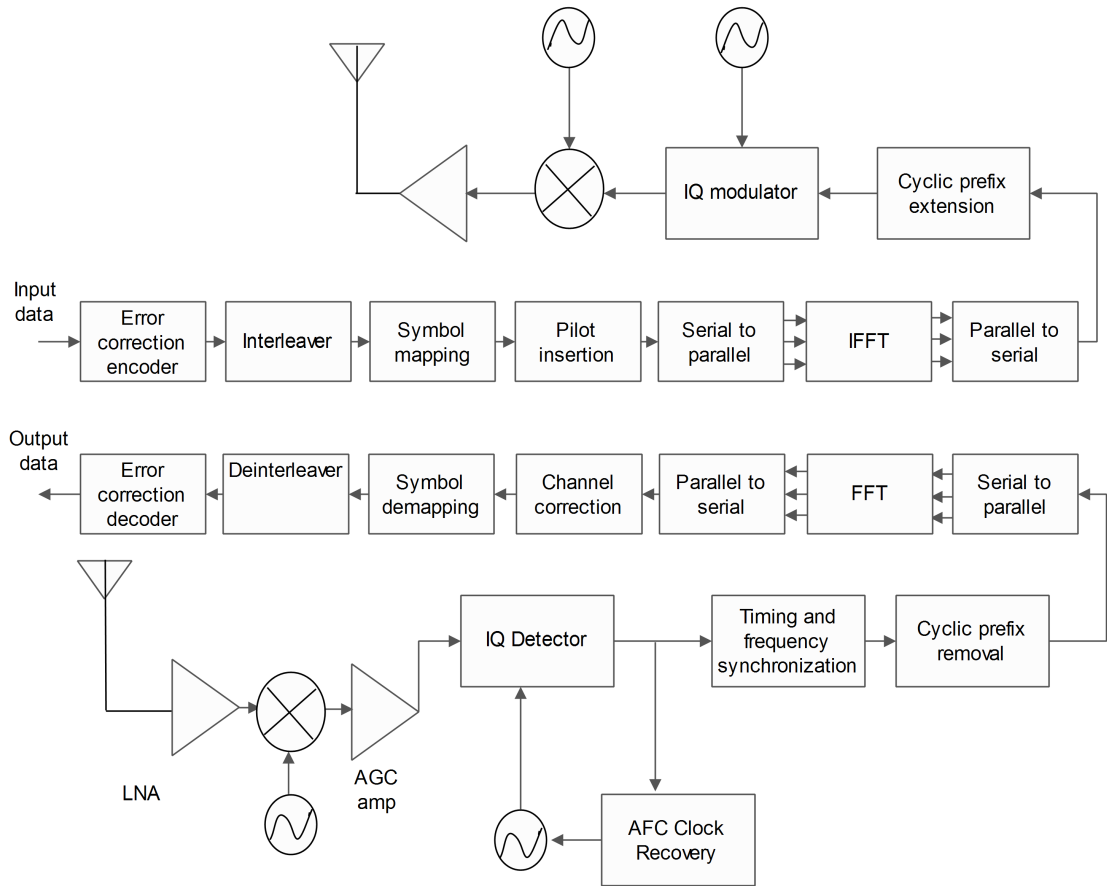 IQ modulator
Cyclic prefix
extension
Input
data
Error
correction
encoder
Interleaver
Symbol
mapping
Pilot
insertion
Serial to
parallel
IFFT
Parallel to
serial
Output
data
Error
correction
decoder
Deinterleaver
Symbol
demapping
Channel
correction
Parallel to
serial
FFT
Serial to
parallel
LNA
AGC
amp
IQ Detector
Timing and
frequency
synchronization
Cyclic prefix
removal
AFC Clock
Recovery